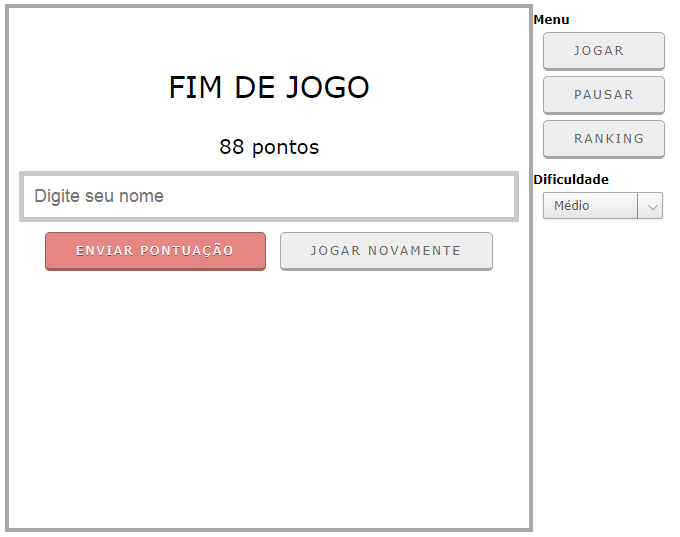 FIM DE JOGO
88 pontos
Digite seu nome
ENVIAR PONTUAÇÃO
JOGAR NOVAMENTE
Menu
JOGAR
PAUSAR
RANKING
Dificuldade
Médio